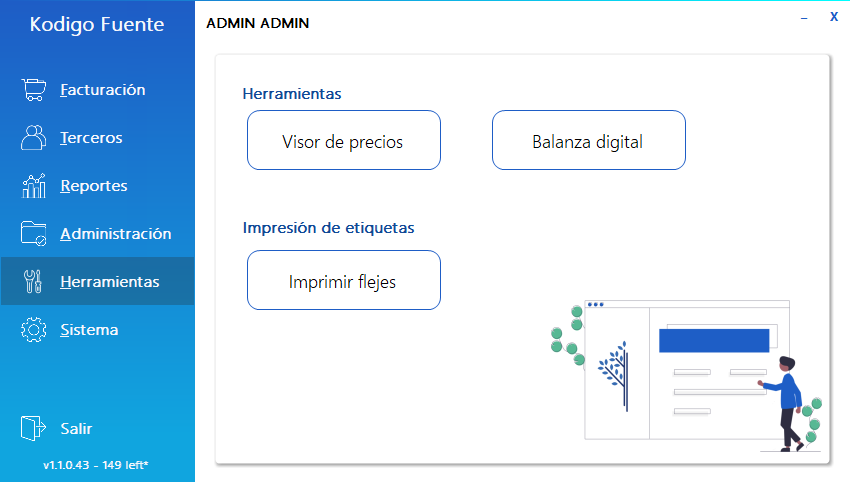 Kodigo Fuente
ADMIN ADMIN
– X
Facturación
Terceros
Reportes
Administración
Herramientas
Sistema
Salir
v1.1.0.43 - 149 left*
Herramientas
Visor de precios
Balanza digital
Impresión de etiquetas
Imprimir flejes